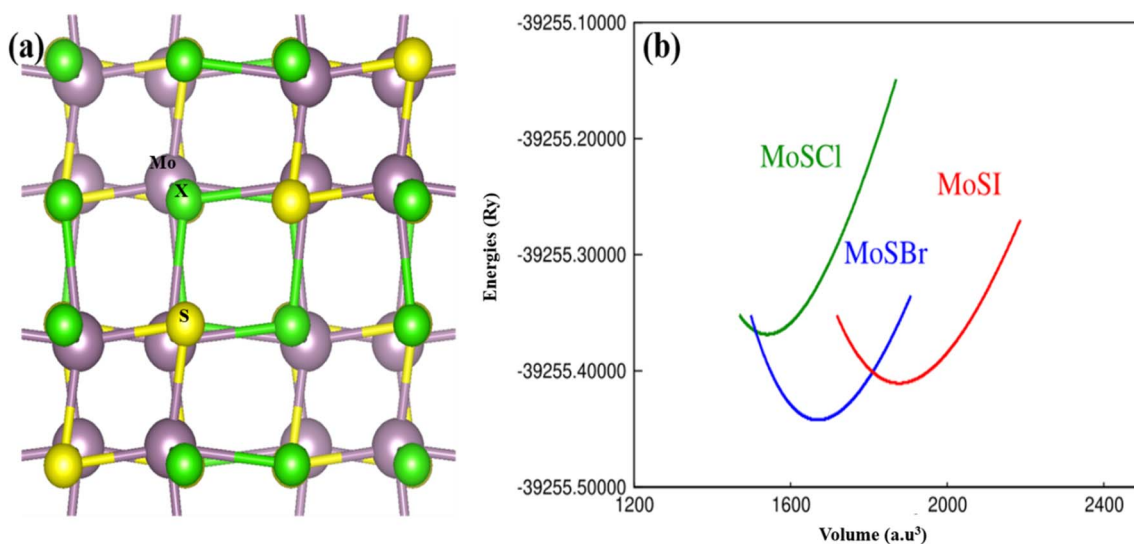 (a)
Mo
X
S
(b)
-39255.10000
-39255.20000
-39255.30000
-39255.40000
-39255.50000
Energies (Ry)
MoSCl
MoSI
MoSBr
1200
1600
2000
2400
Volume (a.u³)